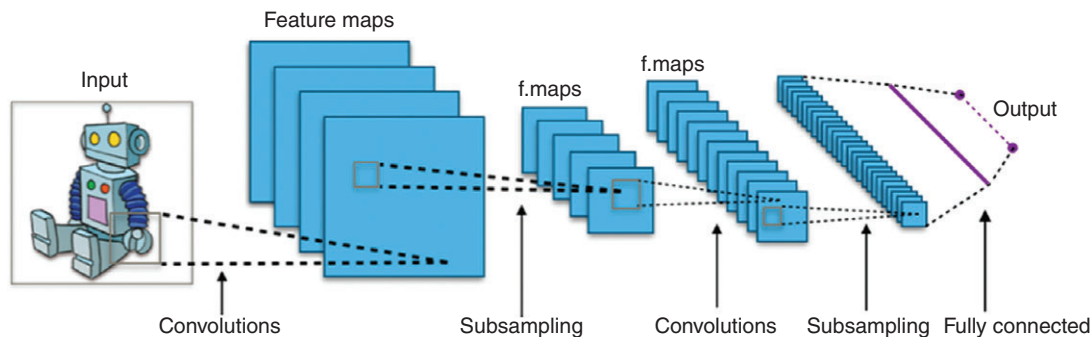 Feature maps
f.maps
Input
f.maps
Output
Convolutions
Subsampling
Convolutions
Subsampling
Fully connected